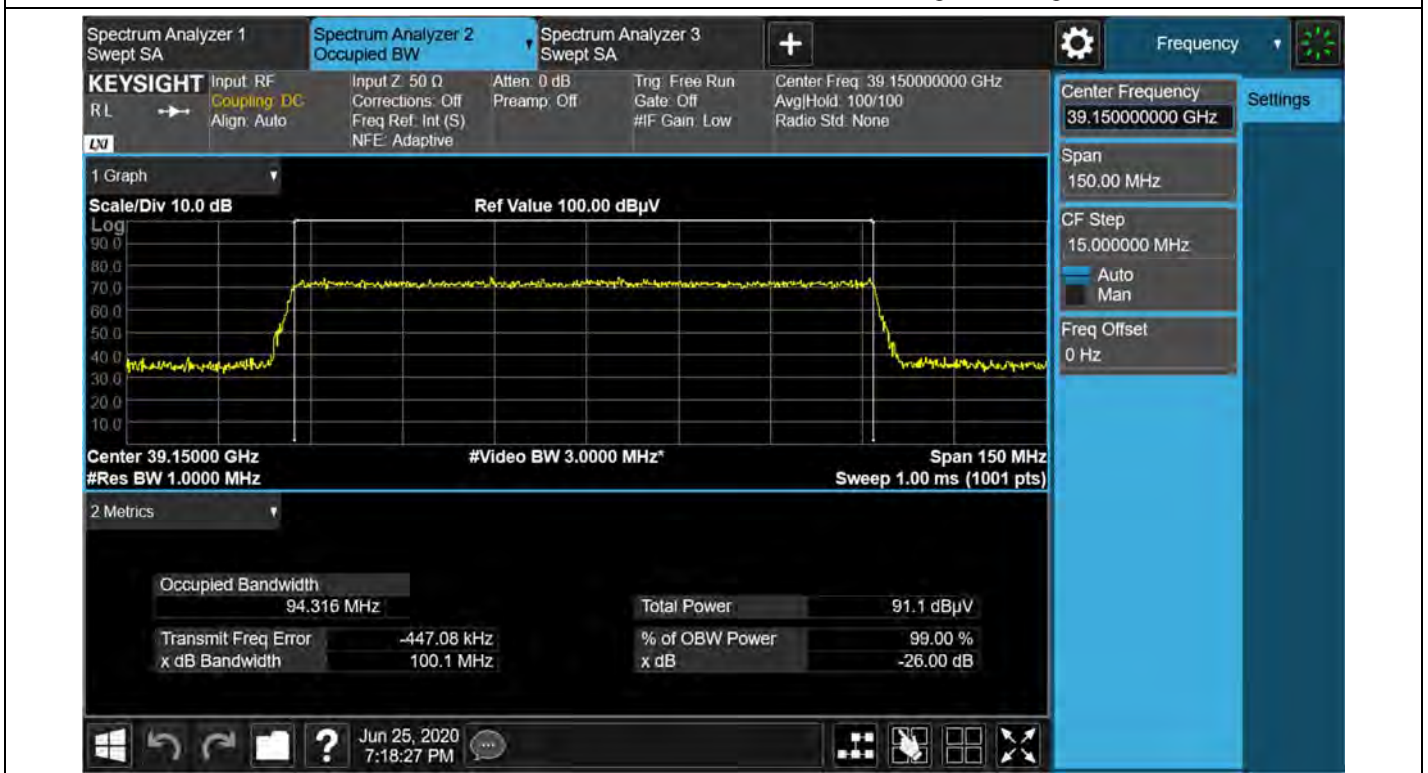 Spectrum Analyzer 1
Swept SA
Spectrum Analyzer 2
Occupied BW
Spectrum Analyzer 3
Swept SA
+
Frequency
KEYSIGHT
RL
LXI
Input: RF
Coupling: DC
Align: Auto
Input Z: 50 Ω
Corrections: Off
Freq Ref: Int (S)
NFE: Adaptive
Atten: 0 dB
Preamp: Off
Trig: Free Run
Gate: Off
#IF Gain: Low
Center Freq: 39.150000000 GHz
Avg|Hold: 100/100
Radio Std: None
Center Frequency
39.150000000 GHz
Settings
Span
150.00 MHz
CF Step
15.000000 MHz
Auto
Man
Freq Offset
0 Hz
1 Graph
Scale/Div 10.0 dB
Ref Value 100.00 dBµV
Log
90.0
80.0
70.0
60.0
50.0
40.0
30.0
20.0
10.0
Center 39.15000 GHz
#Video BW 3.0000 MHz*
Span 150 MHz
#Res BW 1.0000 MHz
Sweep 1.00 ms (1001 pts)
2 Metrics
Occupied Bandwidth
94.316 MHz
Total Power
91.1 dBµV
Transmit Freq Error
-447.08 kHz
% of OBW Power
99.00 %
x dB Bandwidth
100.1 MHz
x dB
-26.00 dB
?
Jun 25, 2020
7:18:27 PM